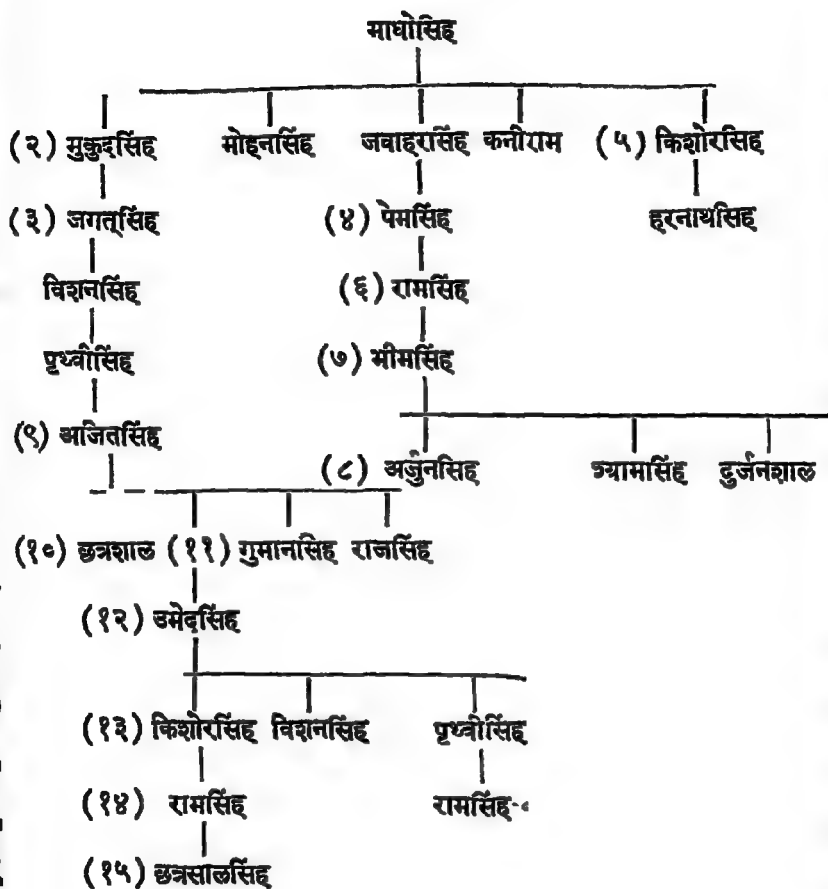 माधोसिंह
(२) मुकुदसिंह मोहनसिंह जवाहरसिंह कनीराम (५) किशोरसिंह
(३) जगत्सिंह (४) पेमसिंह हरनाथसिंह
विशनसिंह (६) रामसिंह
पृथ्वीसिंह (७) भीमसिंह
(९) अजितसिंह (८) अर्जुनसिंह श्यामसिंह दुर्जनशाल
(१०) छत्रशाल (११) गुमानसिंह राजसिंह
(१२) उमेदसिंह
(१३) किशोरसिंह विशनसिंह पृथ्वीसिंह
(१४) रामसिंह रामसिंह
(१५) छत्रसालसिंह